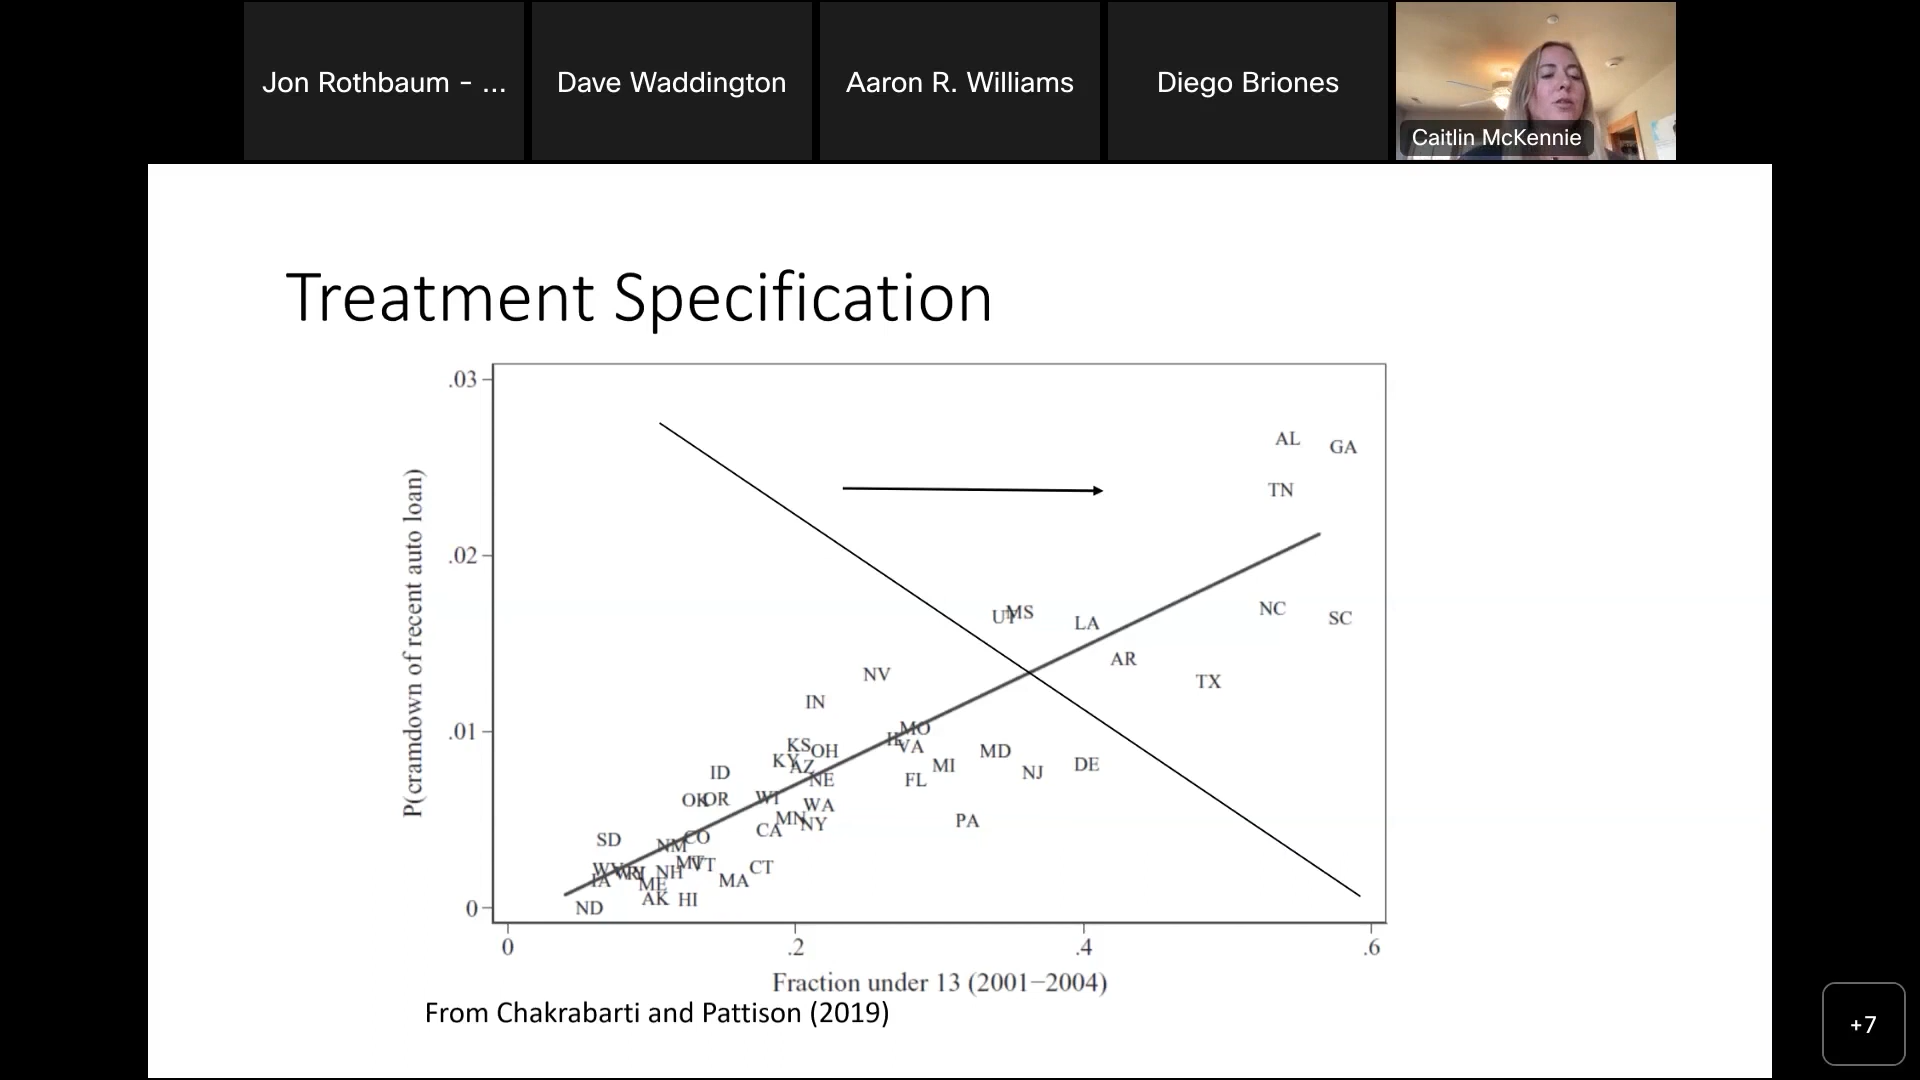 Jon Rothbaum - ...
Dave Waddington
Aaron R. Williams
Diego Briones
Caitlin McKennie
Treatment Specification
P(cramdown of recent auto loan)
.03
.02
.01
0
AL
GA
TN
UT MS
LA
NC
SC
AR
TX
NV
IN
MO
IL
VA
KS OH
KY AZ
NE
ID
MD
MI
NJ
DE
FL
OK OR
WI
WA
MN NY
CA
PA
SD
NM CO
MT VT
CT
WV
WY
RI
NH
IA
ME
MA
AK HI
ND
0 .2 .4 .6
Fraction under 13 (2001–2004)
From Chakrabarti and Pattison (2019)
+7